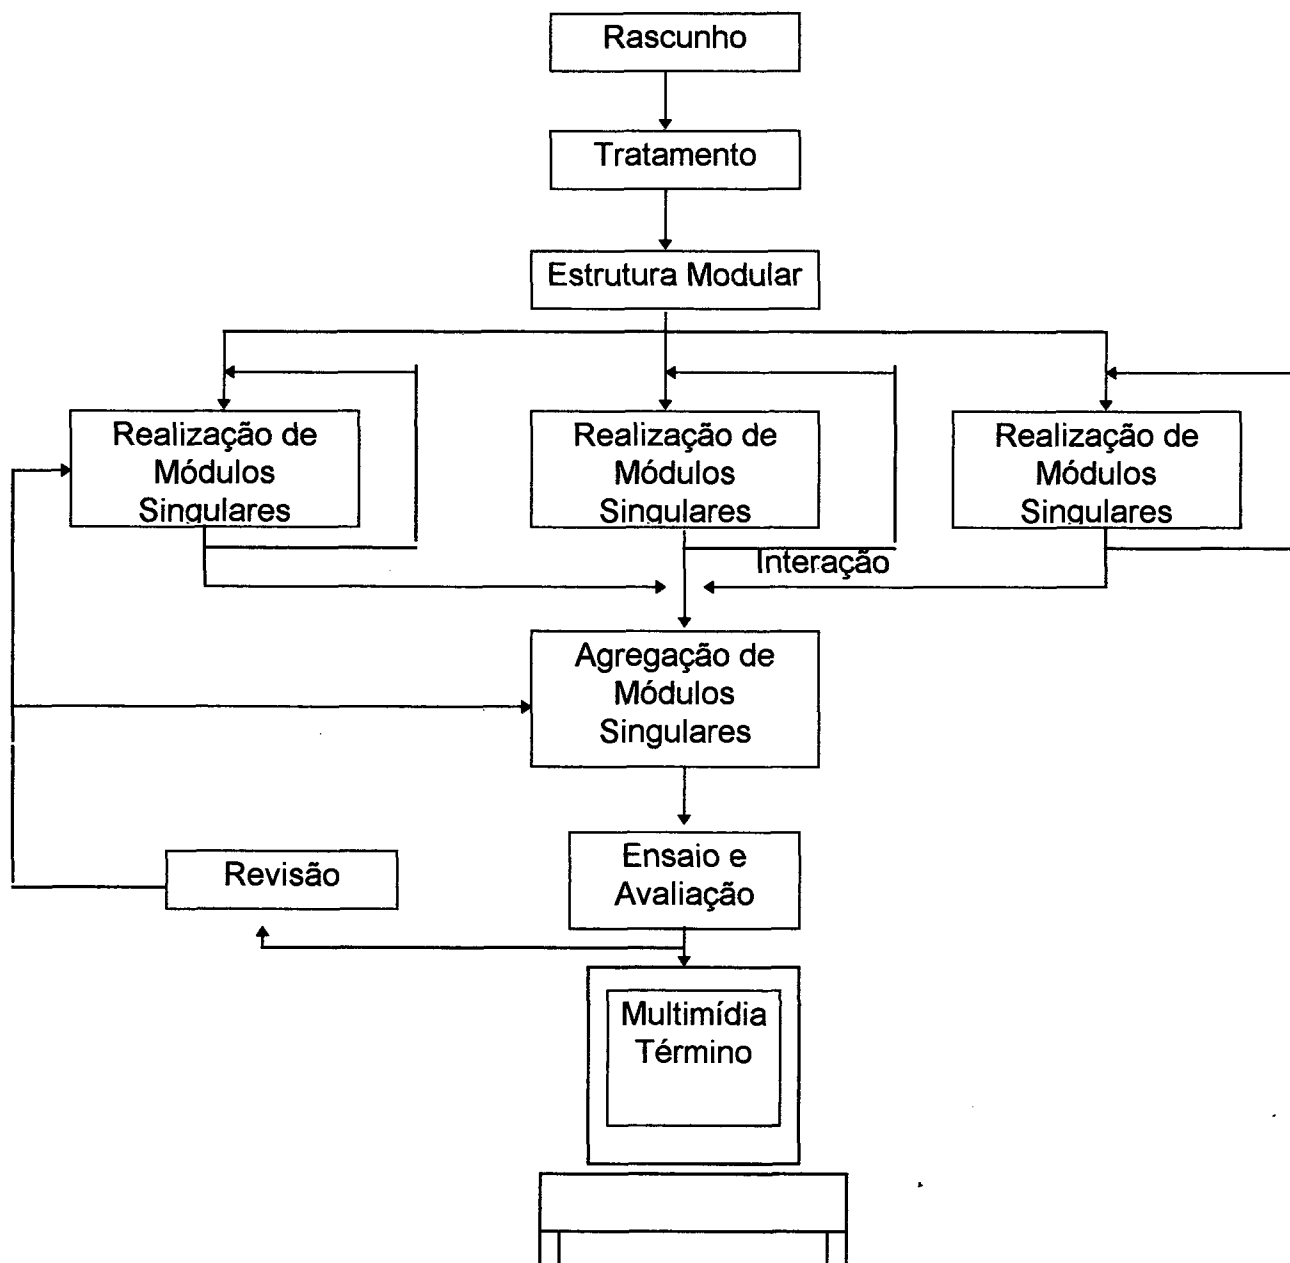 Rascunho
Tratamento
Estrutura Modular
Realização de
Módulos
Singulares
Realização de
Módulos
Singulares
Realização de
Módulos
Singulares
Interação
Agregação de
Módulos
Singulares
Ensaio e
Avaliação
Revisão
Multimídia
Término